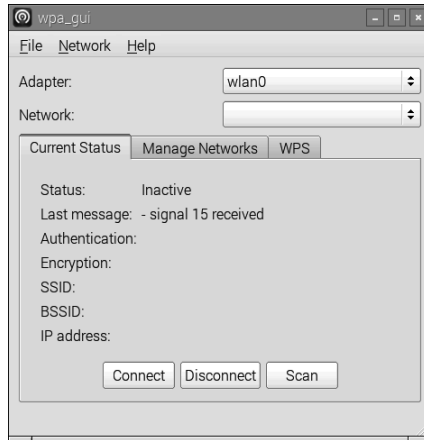 wpa_gui
File Network Help
Adapter: wlan0
Network:
Current Status Manage Networks WPS
Status: Inactive
Last message: - signal 15 received
Authentication:
Encryption:
SSID:
BSSID:
IP address:
Connect Disconnect Scan